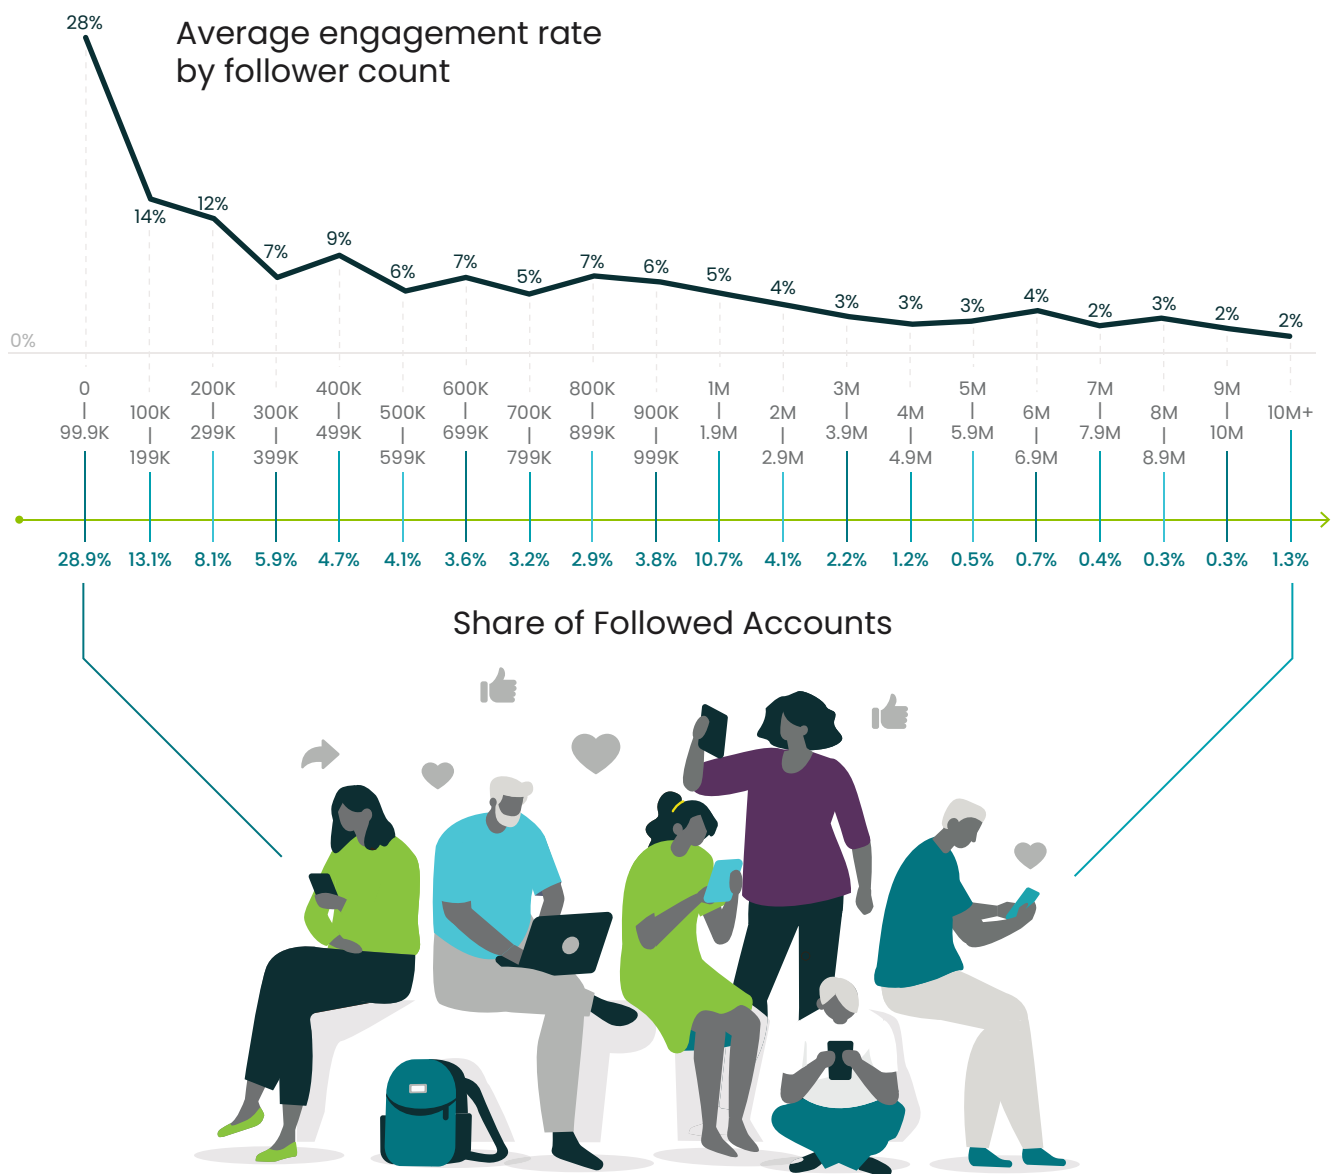 28%
Average engagement rate
by follower count
14%
12%
7%
9%
6%
7%
5%
7%
6%
5%
4%
3%
3%
3%
4%
2%
3%
2%
2%
0%
0 | 99.9K
100K | 199K
200K | 299K
300K | 399K
400K | 499K
500K | 599K
600K | 699K
700K | 799K
800K | 899K
900K | 999K
1M | 1.9M
2M | 2.9M
3M | 3.9M
4M | 4.9M
5M | 5.9M
6M | 6.9M
7M | 7.9M
8M | 8.9M
9M | 10M
10M+
28.9% 13.1% 8.1% 5.9% 4.7% 4.1% 3.6% 3.2% 2.9% 3.8% 10.7% 4.1% 2.2% 1.2% 0.5% 0.7% 0.4% 0.3% 0.3% 1.3%
Share of Followed Accounts